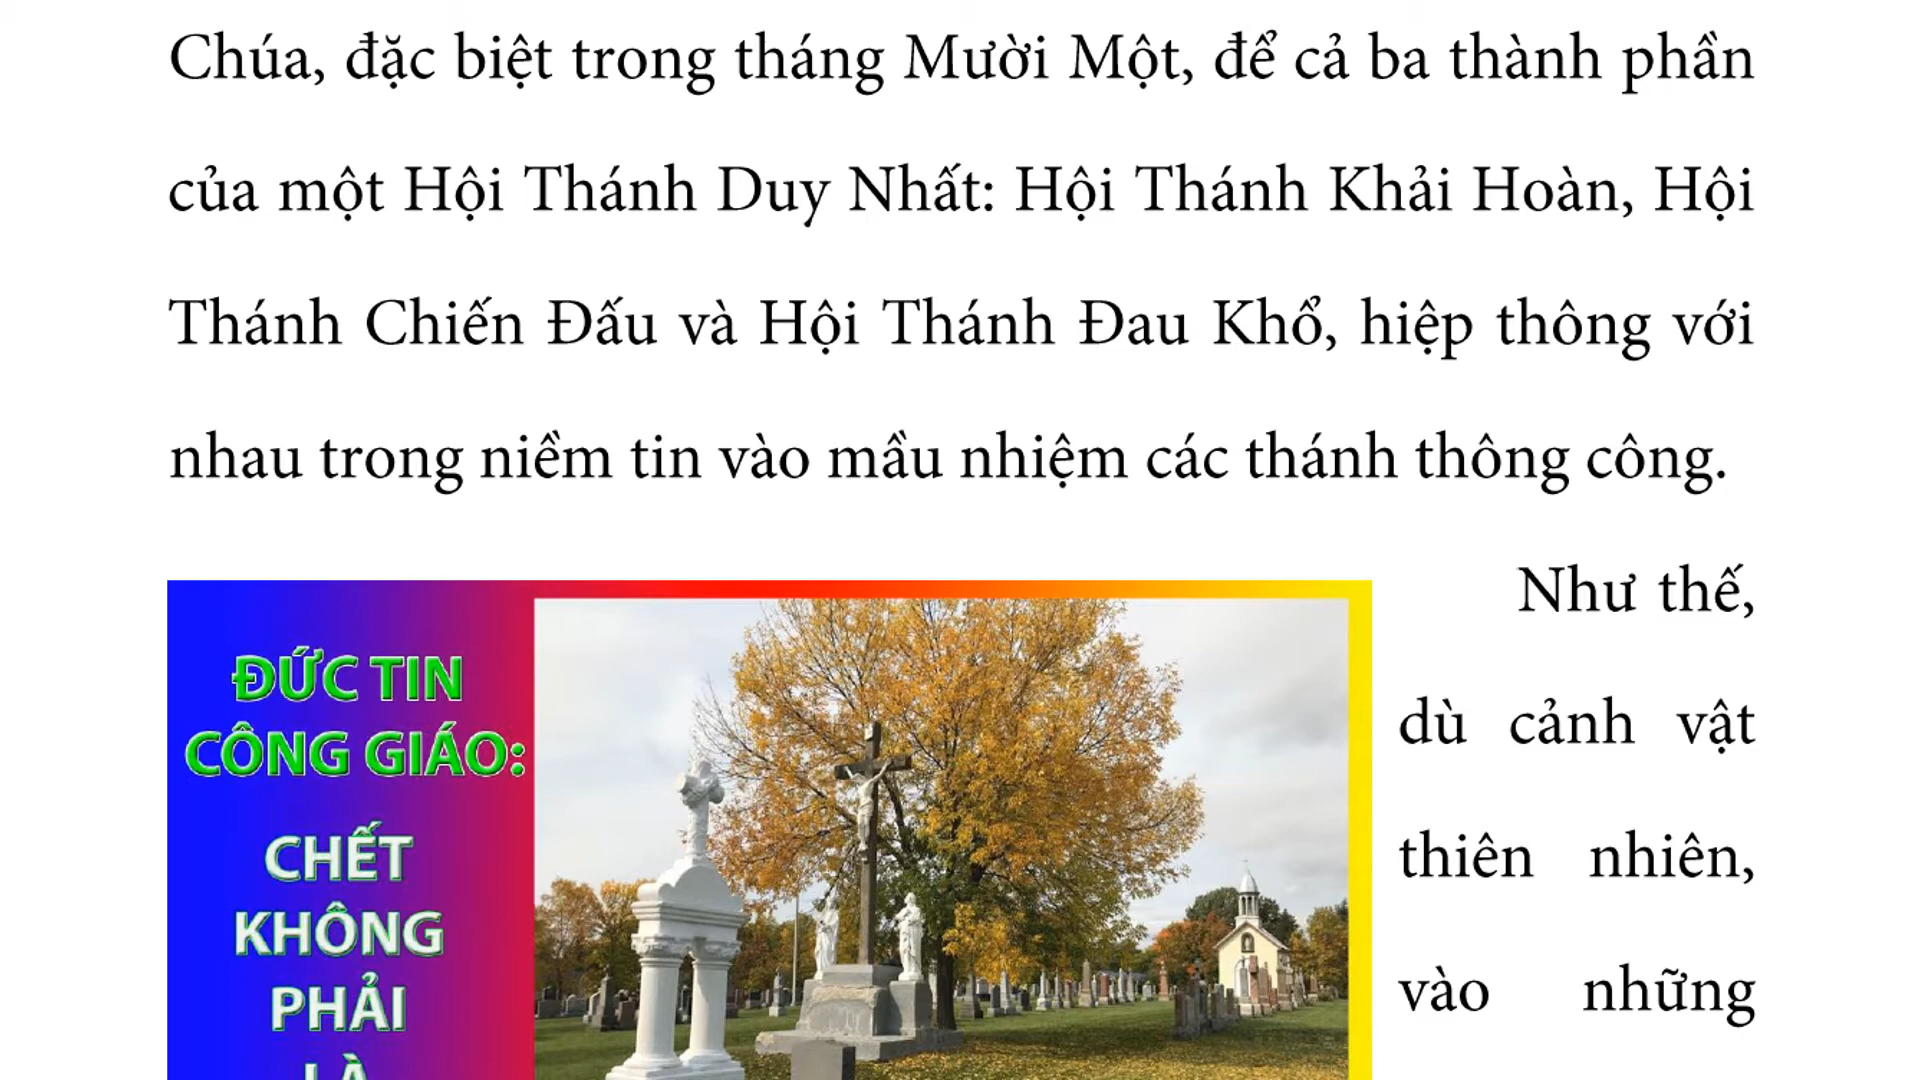 Chúa, đặc biệt trong tháng Mười Một, để cả ba thành phần
của một Hội Thánh Duy Nhất: Hội Thánh Khải Hoàn, Hội
Thánh Chiến Đấu và Hội Thánh Đau Khổ, hiệp thông với
nhau trong niềm tin vào mầu nhiệm các thánh thông công.
Như thế,
dù cảnh vật
thiên nhiên,
vào những
ĐỨC TIN
CÔNG GIÁO:
CHẾT
KHÔNG
PHẢI
LÀ